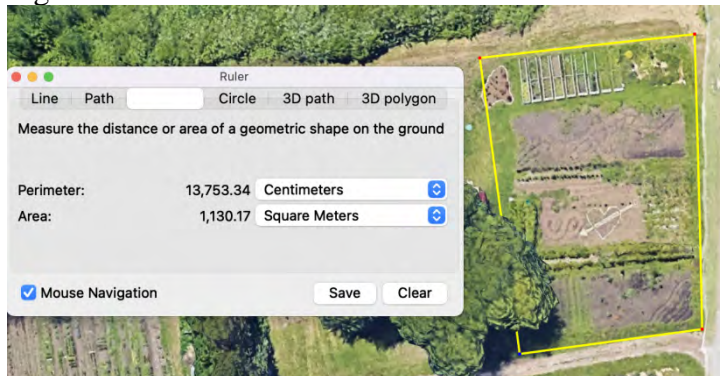 Ruler
Line Path Circle 3D path 3D polygon
Measure the distance or area of a geometric shape on the ground
Perimeter: 13,753.34 Centimeters
Area: 1,130.17 Square Meters
Mouse Navigation Save Clear